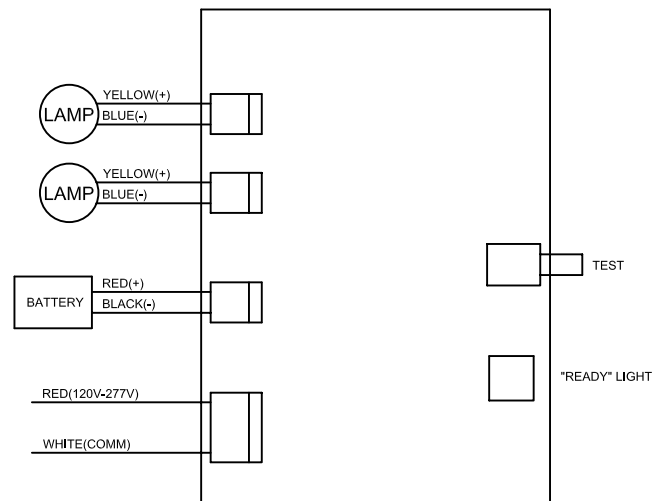 YELLOW(+)
LAMP
BLUE(-)
YELLOW(+)
LAMP
BLUE(-)
TEST
RED(+)
BATTERY
BLACK(-)
"READY" LIGHT
RED(120V-277V)
WHITE(COMM)